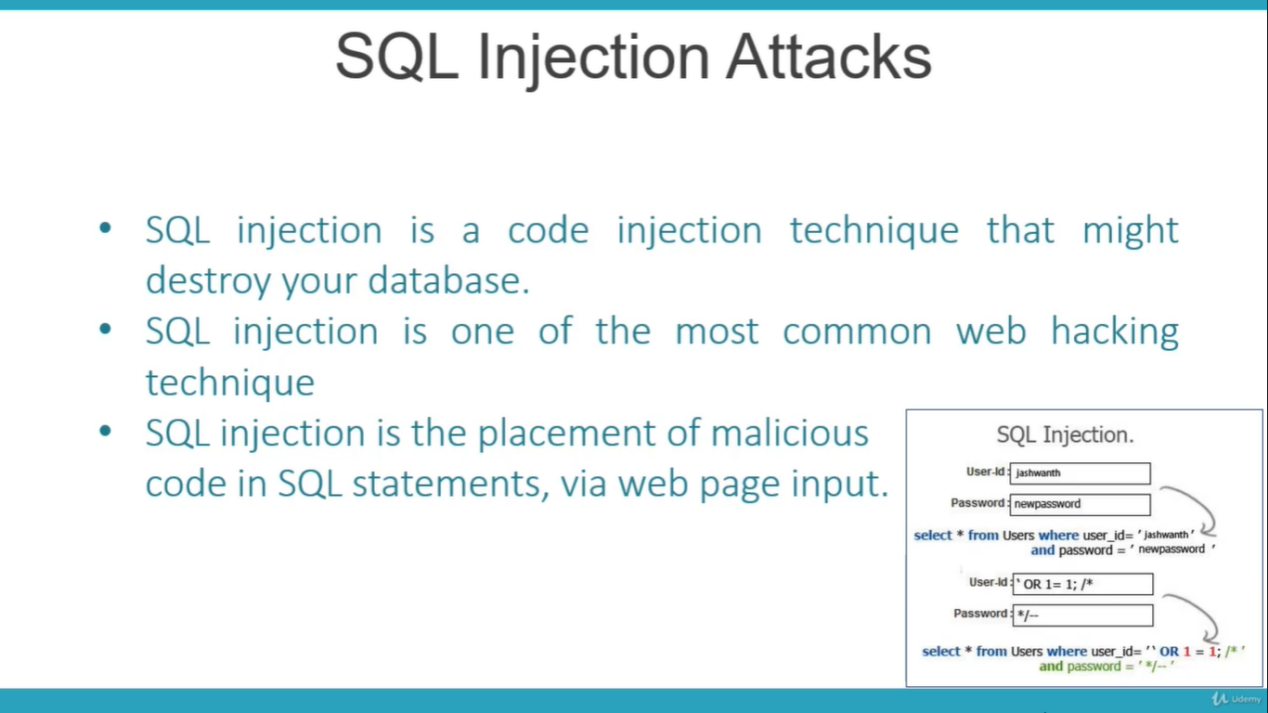 SQL Injection Attacks
• SQL injection is a code injection technique that might
destroy your database.
• SQL injection is one of the most common web hacking
technique
• SQL injection is the placement of malicious
code in SQL statements, via web page input.
SQL Injection.
User-Id: jashwanth
Password: newpassword
select * from Users where user_id= ' jashwanth '
and password = ' newpassword '
User-Id: ` OR 1= 1; /*
Password: */--
select * from Users where user_id= ' ` OR 1 = 1; /* '
and password = ' */-- '
Udemy